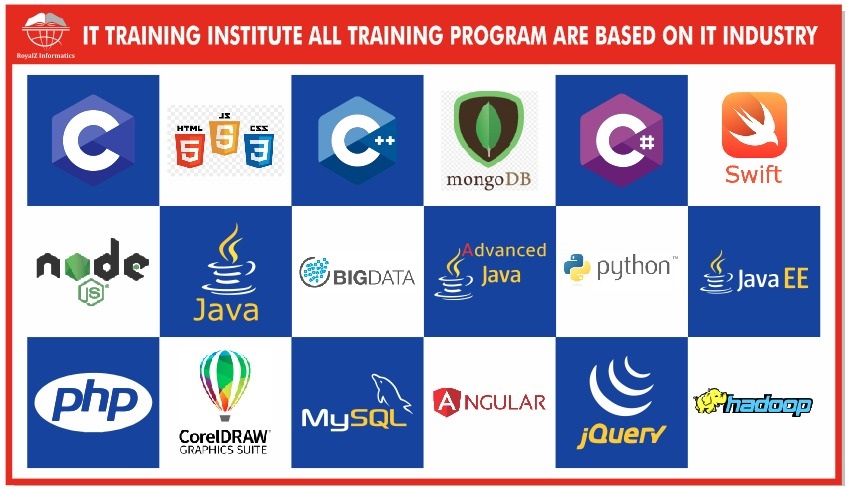 IT TRAINING INSTITUTE ALL TRAINING PROGRAM ARE BASED ON IT INDUSTRY
RoyalZ Informatics
C
HTML
5
JS
5
CSS
3
C++
mongoDB
C#
Swift
node
JS
Java
BIGDATA
Advanced
Java
python™
Java EE
php
CorelDRAW®
GRAPHICS SUITE
MySQL
ANGULAR
jQuery
hadoop